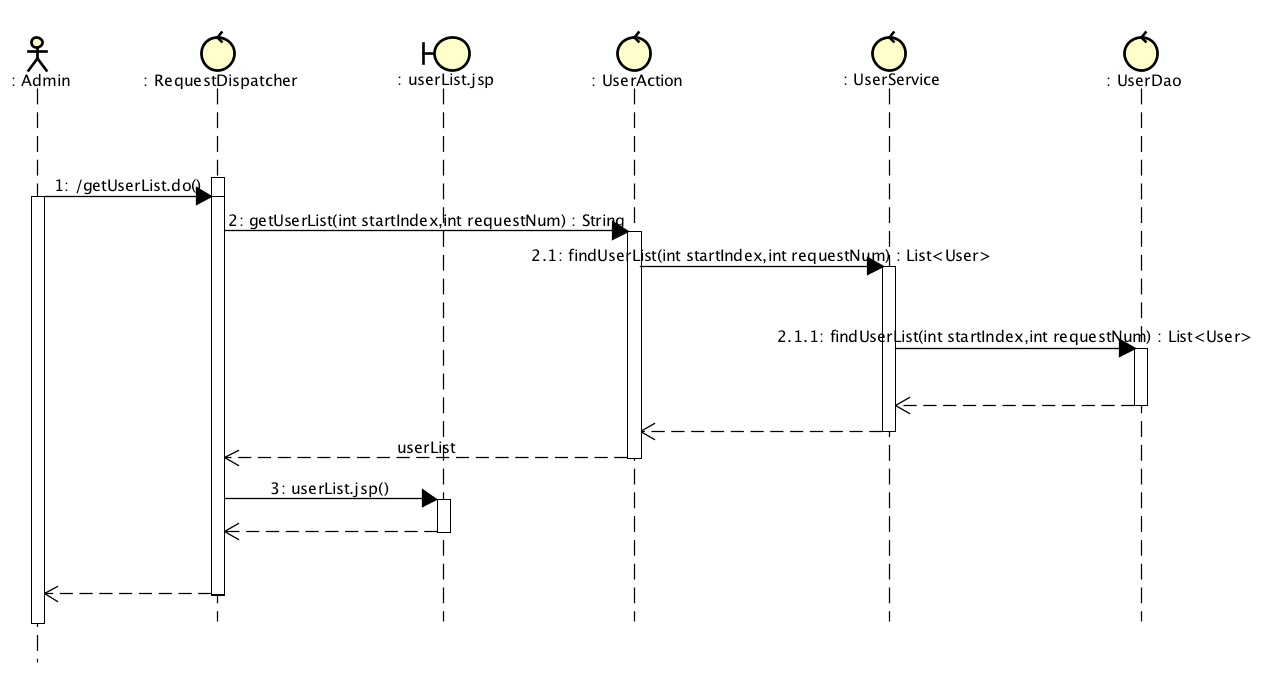 : Admin
: RequestDispatcher
: userList.jsp
: UserAction
: UserService
: UserDao
1: /getUserList.do()
2: getUserList(int startIndex,int requestNum) : String
2.1: findUserList(int startIndex,int requestNum) : List<User>
2.1.1: findUserList(int startIndex,int requestNum) : List<User>
userList
3: userList.jsp()